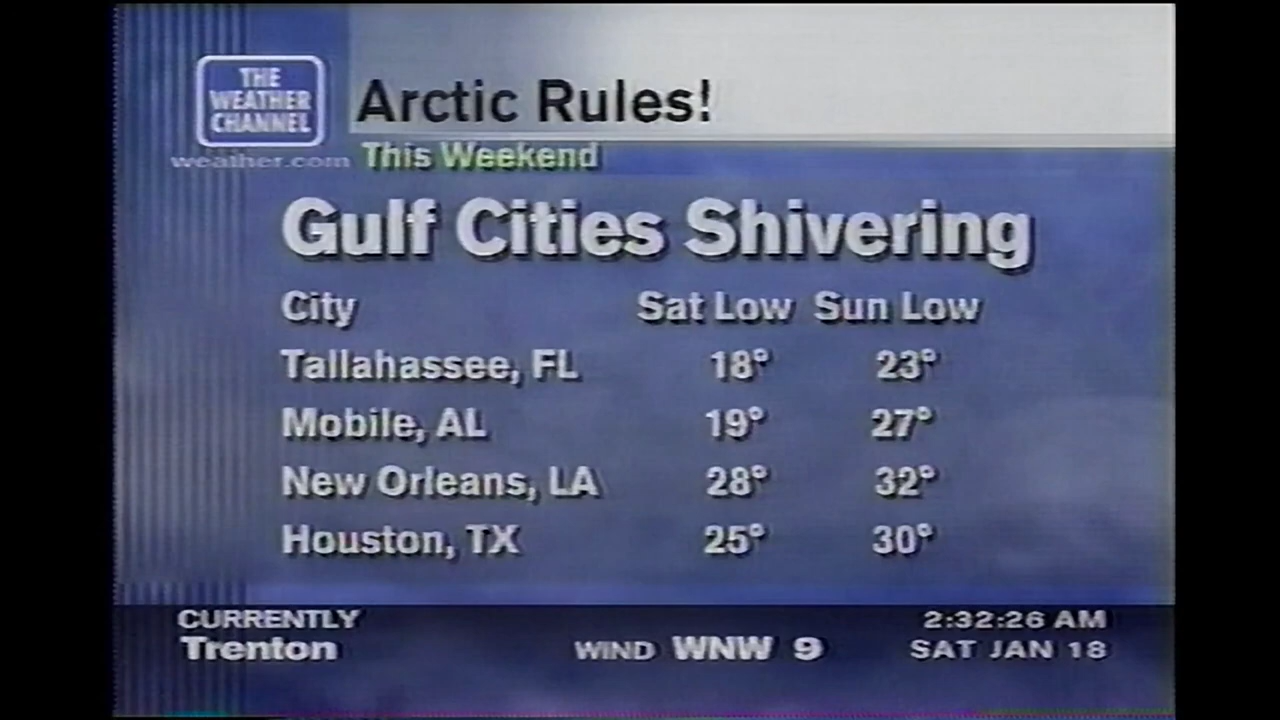 THE
WEATHER
CHANNEL
weather.com
Arctic Rules!
This Weekend
Gulf Cities Shivering
City Sat Low Sun Low
Tallahassee, FL 18° 23°
Mobile, AL 19° 27°
New Orleans, LA 28° 32°
Houston, TX 25° 30°
CURRENTLY 2:32:26 AM
Trenton WIND WNW 9 SAT JAN 18